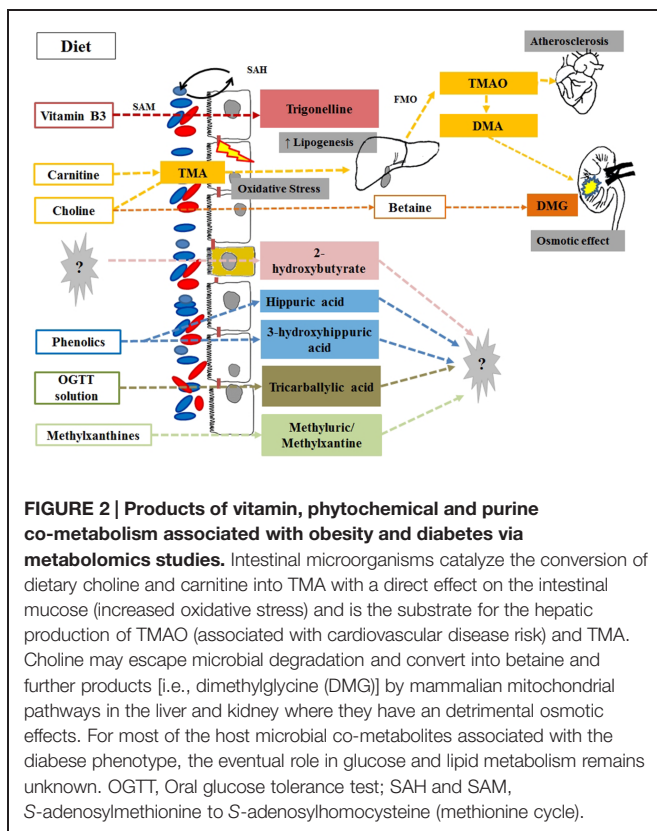 Diet
Atherosclerosis
SAH
SAM
FMO
TMAO
Vitamin B3
Trigonelline
↑ Lipogenesis
DMA
Carnitine
TMA
Oxidative Stress
Choline
Betaine
DMG
Osmotic effect
?
2-
hydroxybutyrate
Hippuric acid
Phenolics
3-hydroxyhippuric
acid
?
OGTT
solution
Tricarballylic acid
Methylxanthines
Methyluric/
Methylxantine
FIGURE 2 | Products of vitamin, phytochemical and purine
co-metabolism associated with obesity and diabetes via
metabolomics studies. Intestinal microorganisms catalyze the conversion of
dietary choline and carnitine into TMA with a direct effect on the intestinal
mucose (increased oxidative stress) and is the substrate for the hepatic
production of TMAO (associated with cardiovascular disease risk) and TMA.
Choline may escape microbial degradation and convert into betaine and
further products [i.e., dimethylglycine (DMG)] by mammalian mitochondrial
pathways in the liver and kidney where they have an detrimental osmotic
effects. For most of the host microbial co-metabolites associated with the
diabese phenotype, the eventual role in glucose and lipid metabolism remains
unknown. OGTT, Oral glucose tolerance test; SAH and SAM,
S-adenosylmethionine to S-adenosylhomocysteine (methionine cycle).